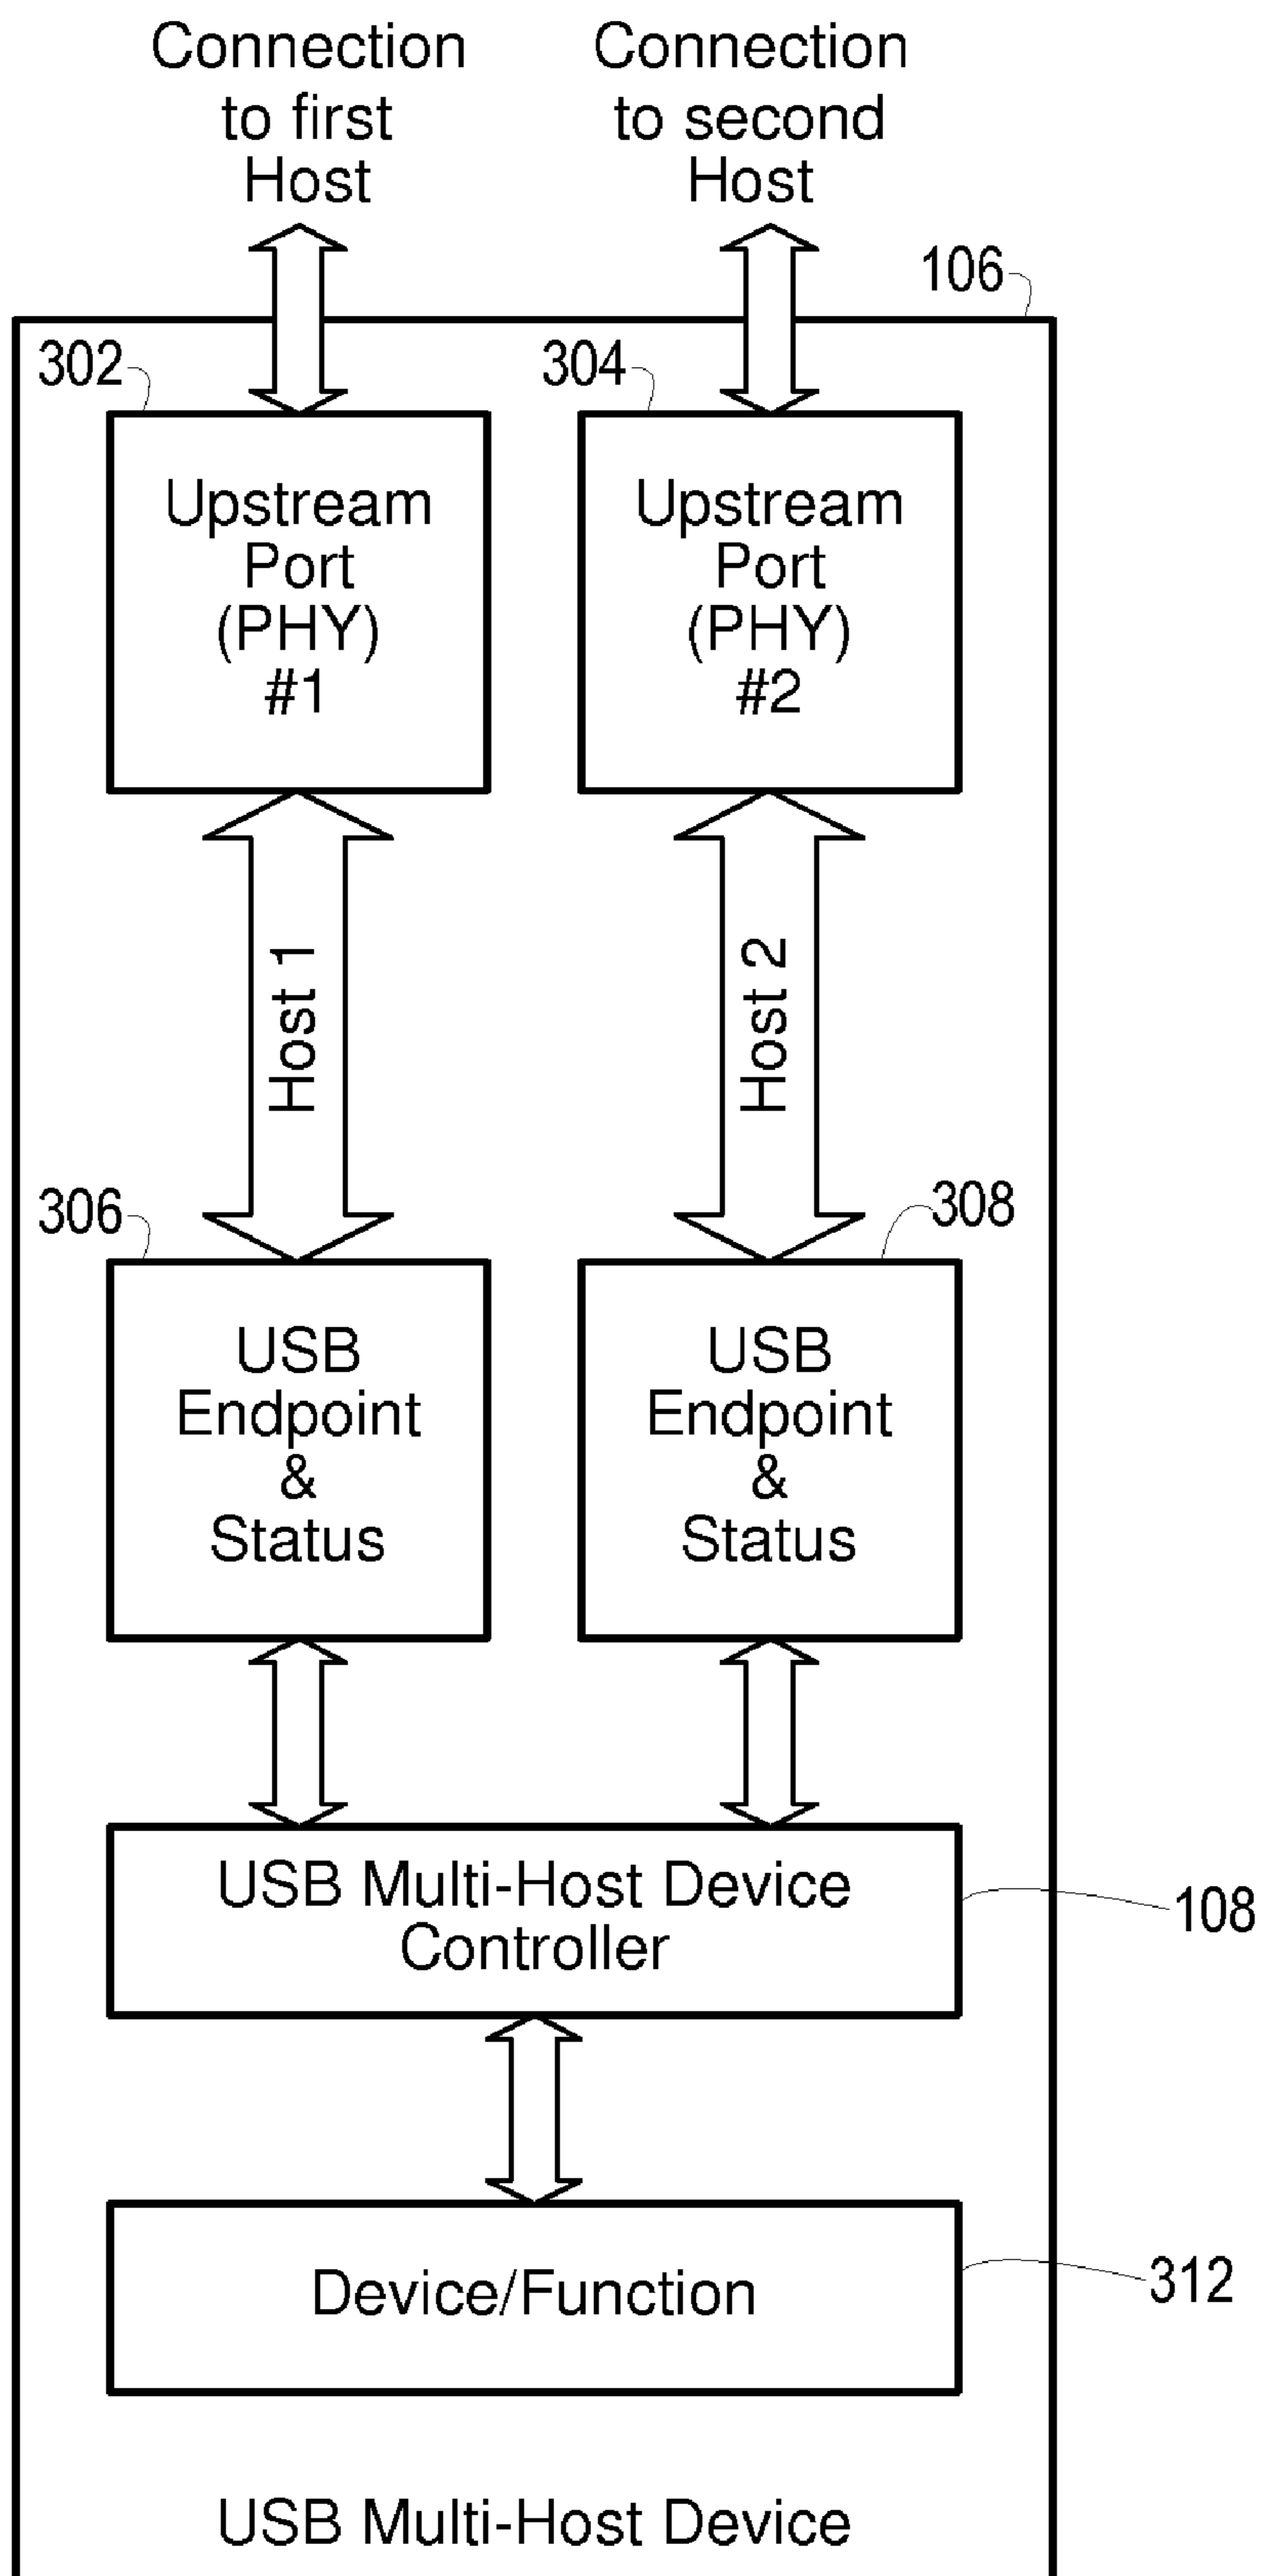 Connection
to first
Host
Connection
to second
Host
106
302
304
Upstream
Port
(PHY)
#1
Upstream
Port
(PHY)
#2
Host 1
Host 2
306
308
USB
Endpoint
&
Status
USB
Endpoint
&
Status
USB Multi-Host Device
Controller
108
Device/Function
312
USB Multi-Host Device